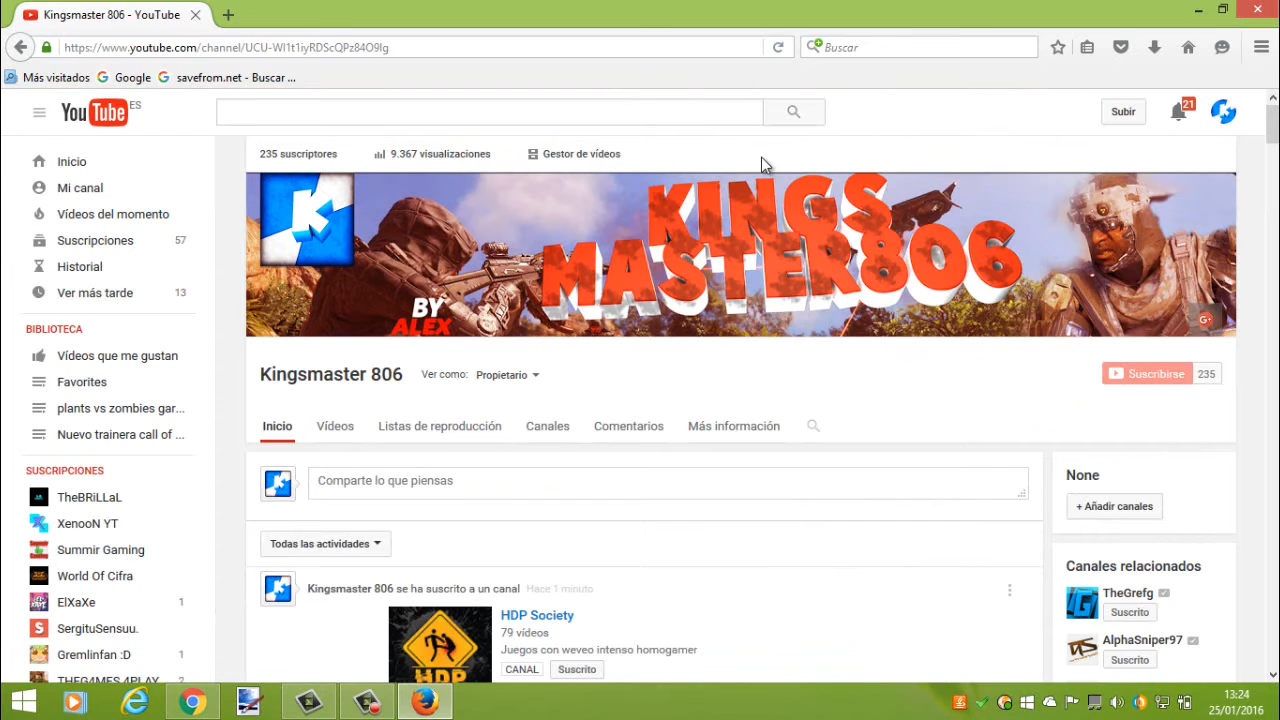 Kingsmaster 806 - YouTube
https://www.youtube.com/channel/UCU-WI1t1iyRDScQPz84O9Ig
Buscar
Más visitados Google savefrom.net - Buscar ...
YouTube ES
Subir
21
235 suscriptores 9.367 visualizaciones Gestor de vídeos
Inicio
Mi canal
Vídeos del momento
Suscripciones 57
Historial
Ver más tarde 13
BIBLIOTECA
Vídeos que me gustan
Favorites
plants vs zombies gar...
Nuevo trainera call of ...
SUSCRIPCIONES
TheBRiLLaL
XenooN YT
Summir Gaming
World Of Cifra
ElXaXe 1
SergituSensuu.
Gremlinfan :D 1
THEG4MES 4PLAY
K
KINGS
MASTER806
BY
ALEX
G+
Kingsmaster 806 Ver como: Propietario
Suscribirse 235
Inicio Vídeos Listas de reproducción Canales Comentarios Más información
Comparte lo que piensas
Todas las actividades
Kingsmaster 806 se ha suscrito a un canal Hace 1 minuto
HDP
HDP Society
79 vídeos
Juegos con weveo intenso homogamer
CANAL Suscrito
None
+ Añadir canales
Canales relacionados
TheGrefg
Suscrito
AlphaSniper97
Suscrito
13:24
25/01/2016